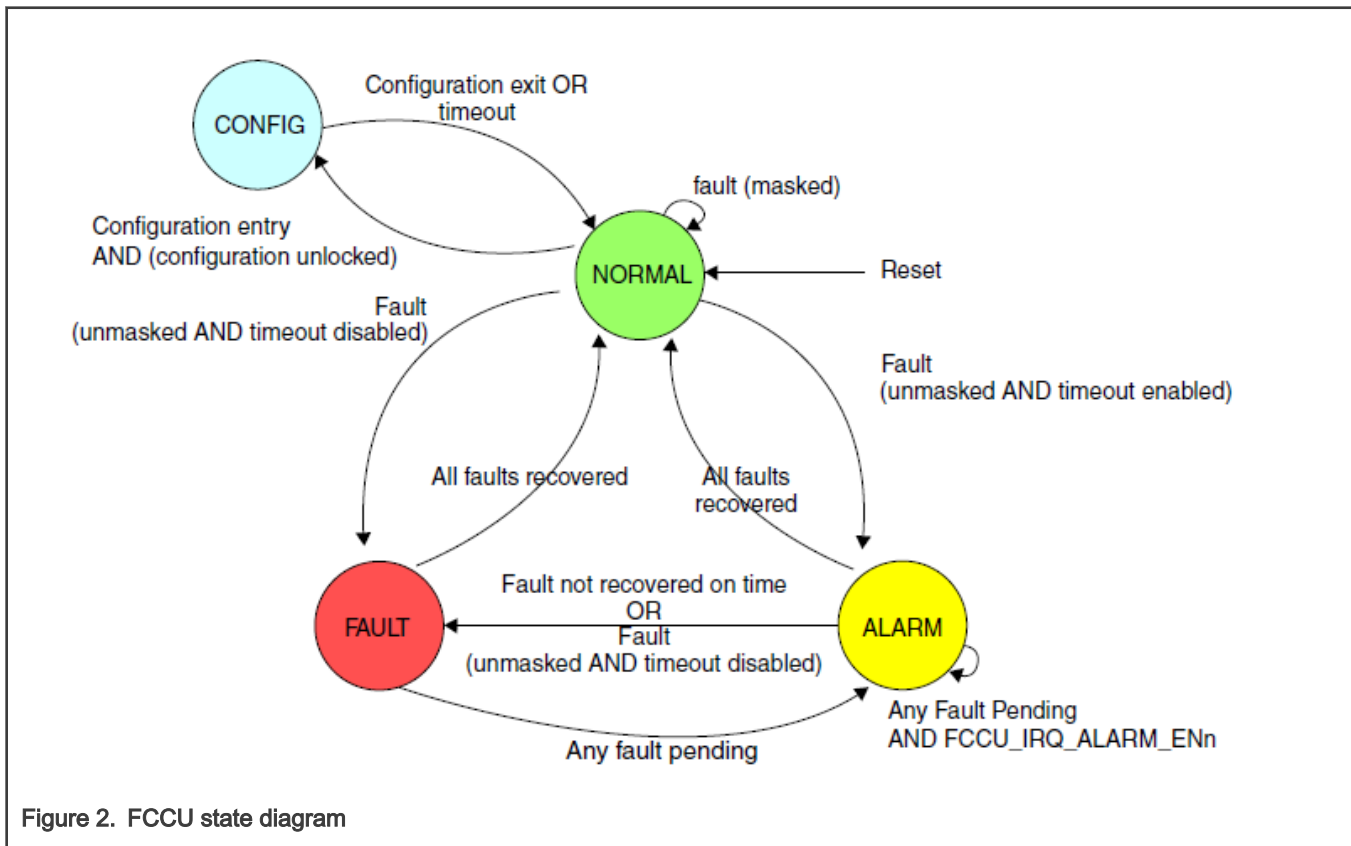 Configuration exit OR
timeout
CONFIG
fault (masked)
Configuration entry
AND (configuration unlocked)
NORMAL
Reset
Fault
(unmasked AND timeout disabled)
Fault
(unmasked AND timeout enabled)
All faults recovered
All faults
recovered
Fault not recovered on time
OR
FAULT
ALARM
Fault
(unmasked AND timeout disabled)
Any Fault Pending
AND FCCU_IRQ_ALARM_ENn
Any fault pending
Figure 2. FCCU state diagram